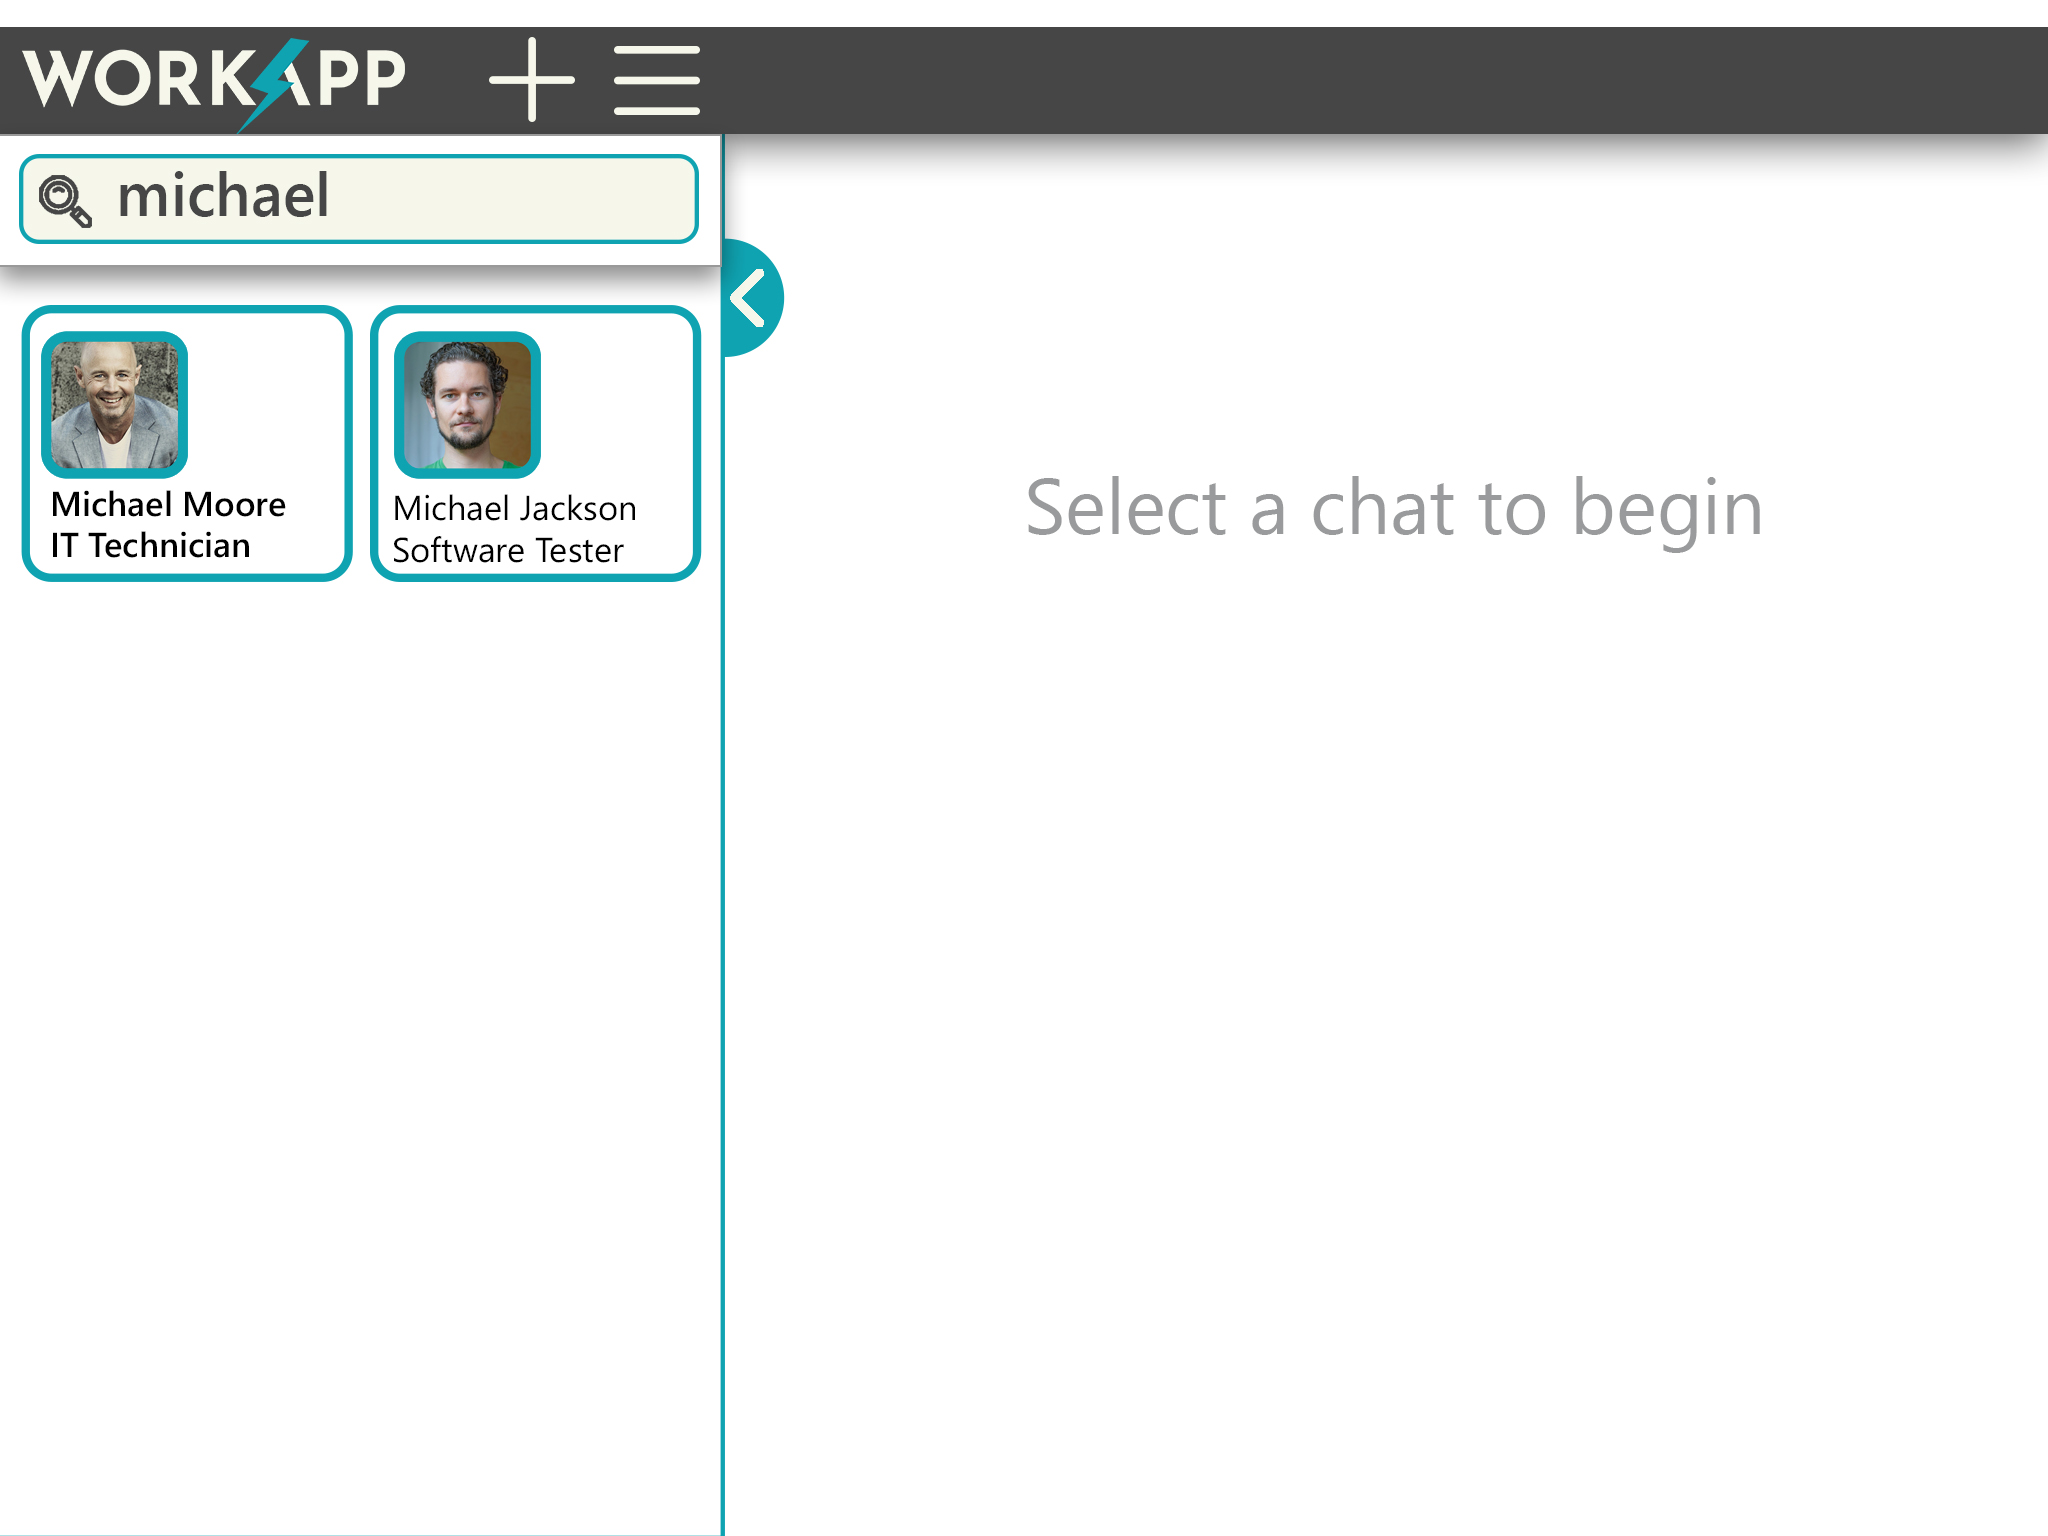 WORKAPP
michael
Michael Moore
IT Technician
Michael Jackson
Software Tester
Select a chat to begin